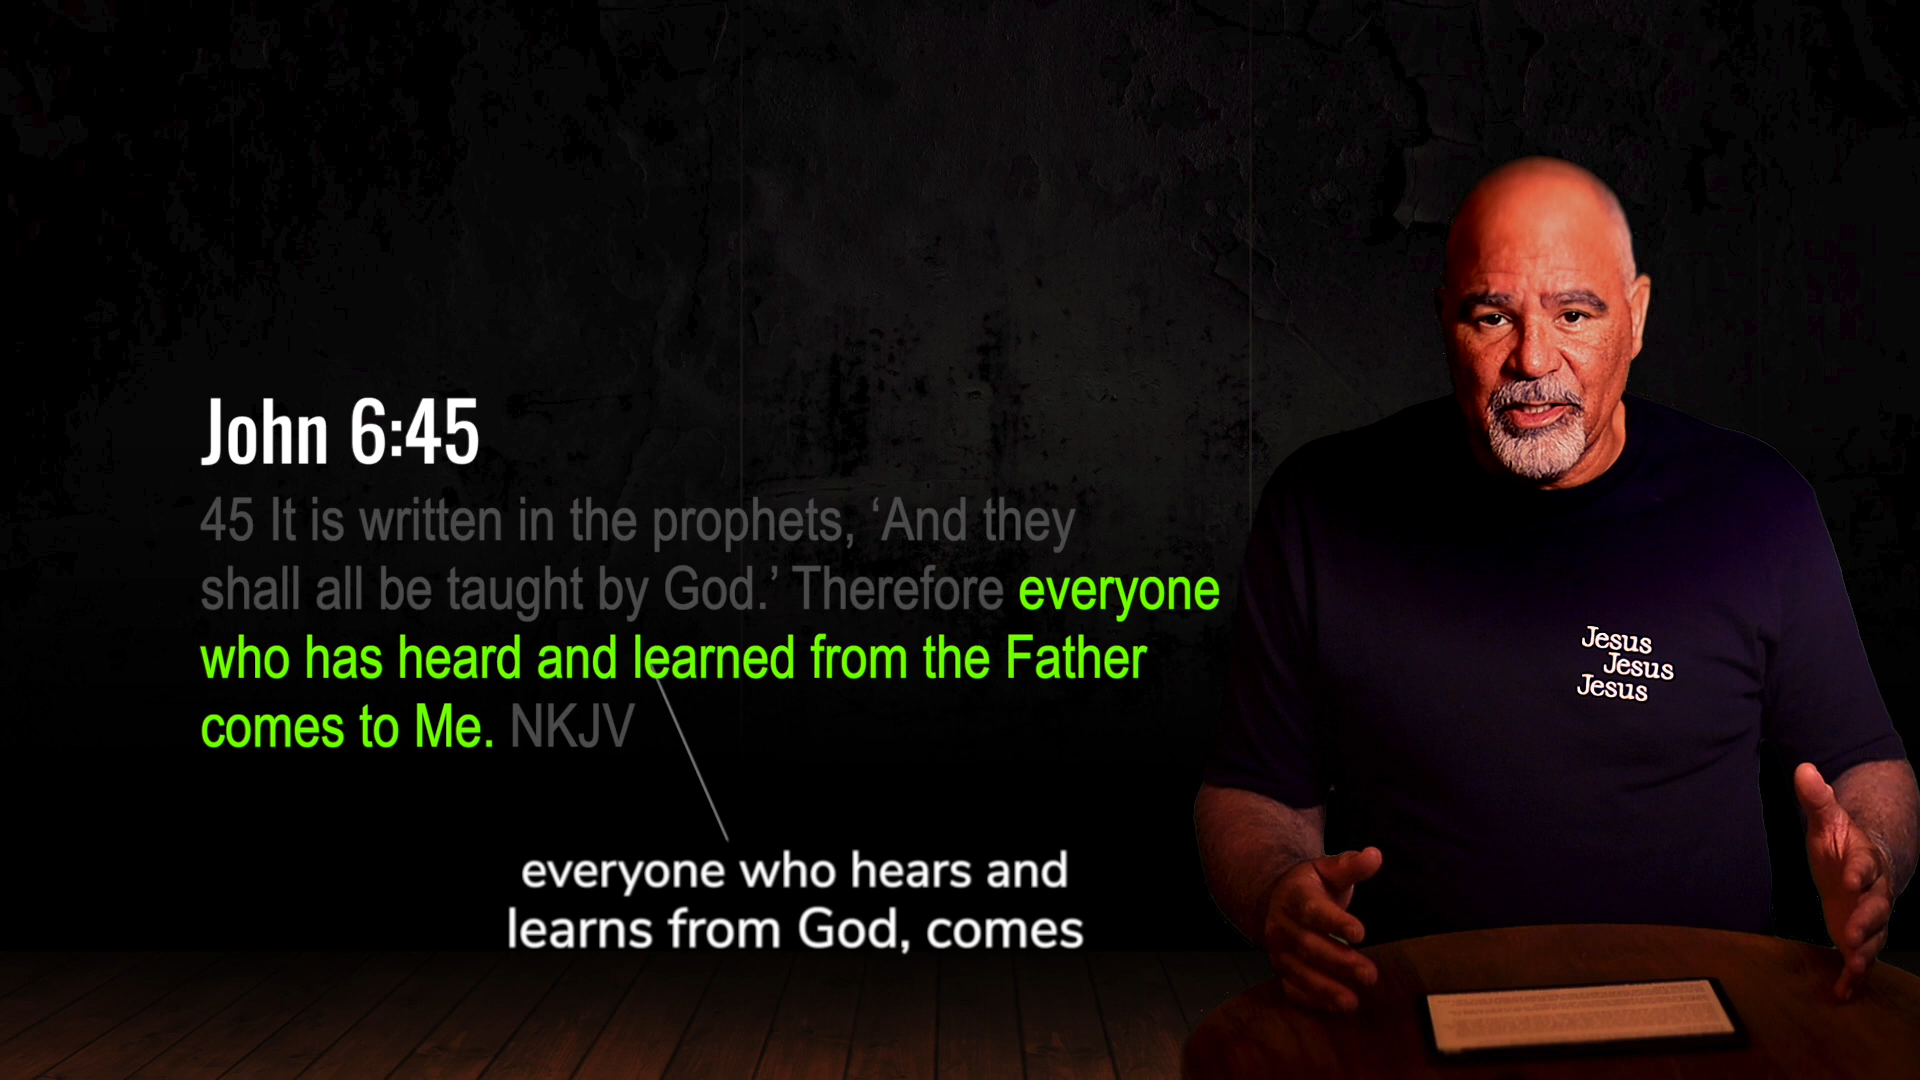 John 6:45
45 It is written in the prophets, ‘And they
shall all be taught by God.’ Therefore everyone
who has heard and learned from the Father
comes to Me. NKJV
everyone who hears and
learns from God, comes
Jesus
Jesus
Jesus